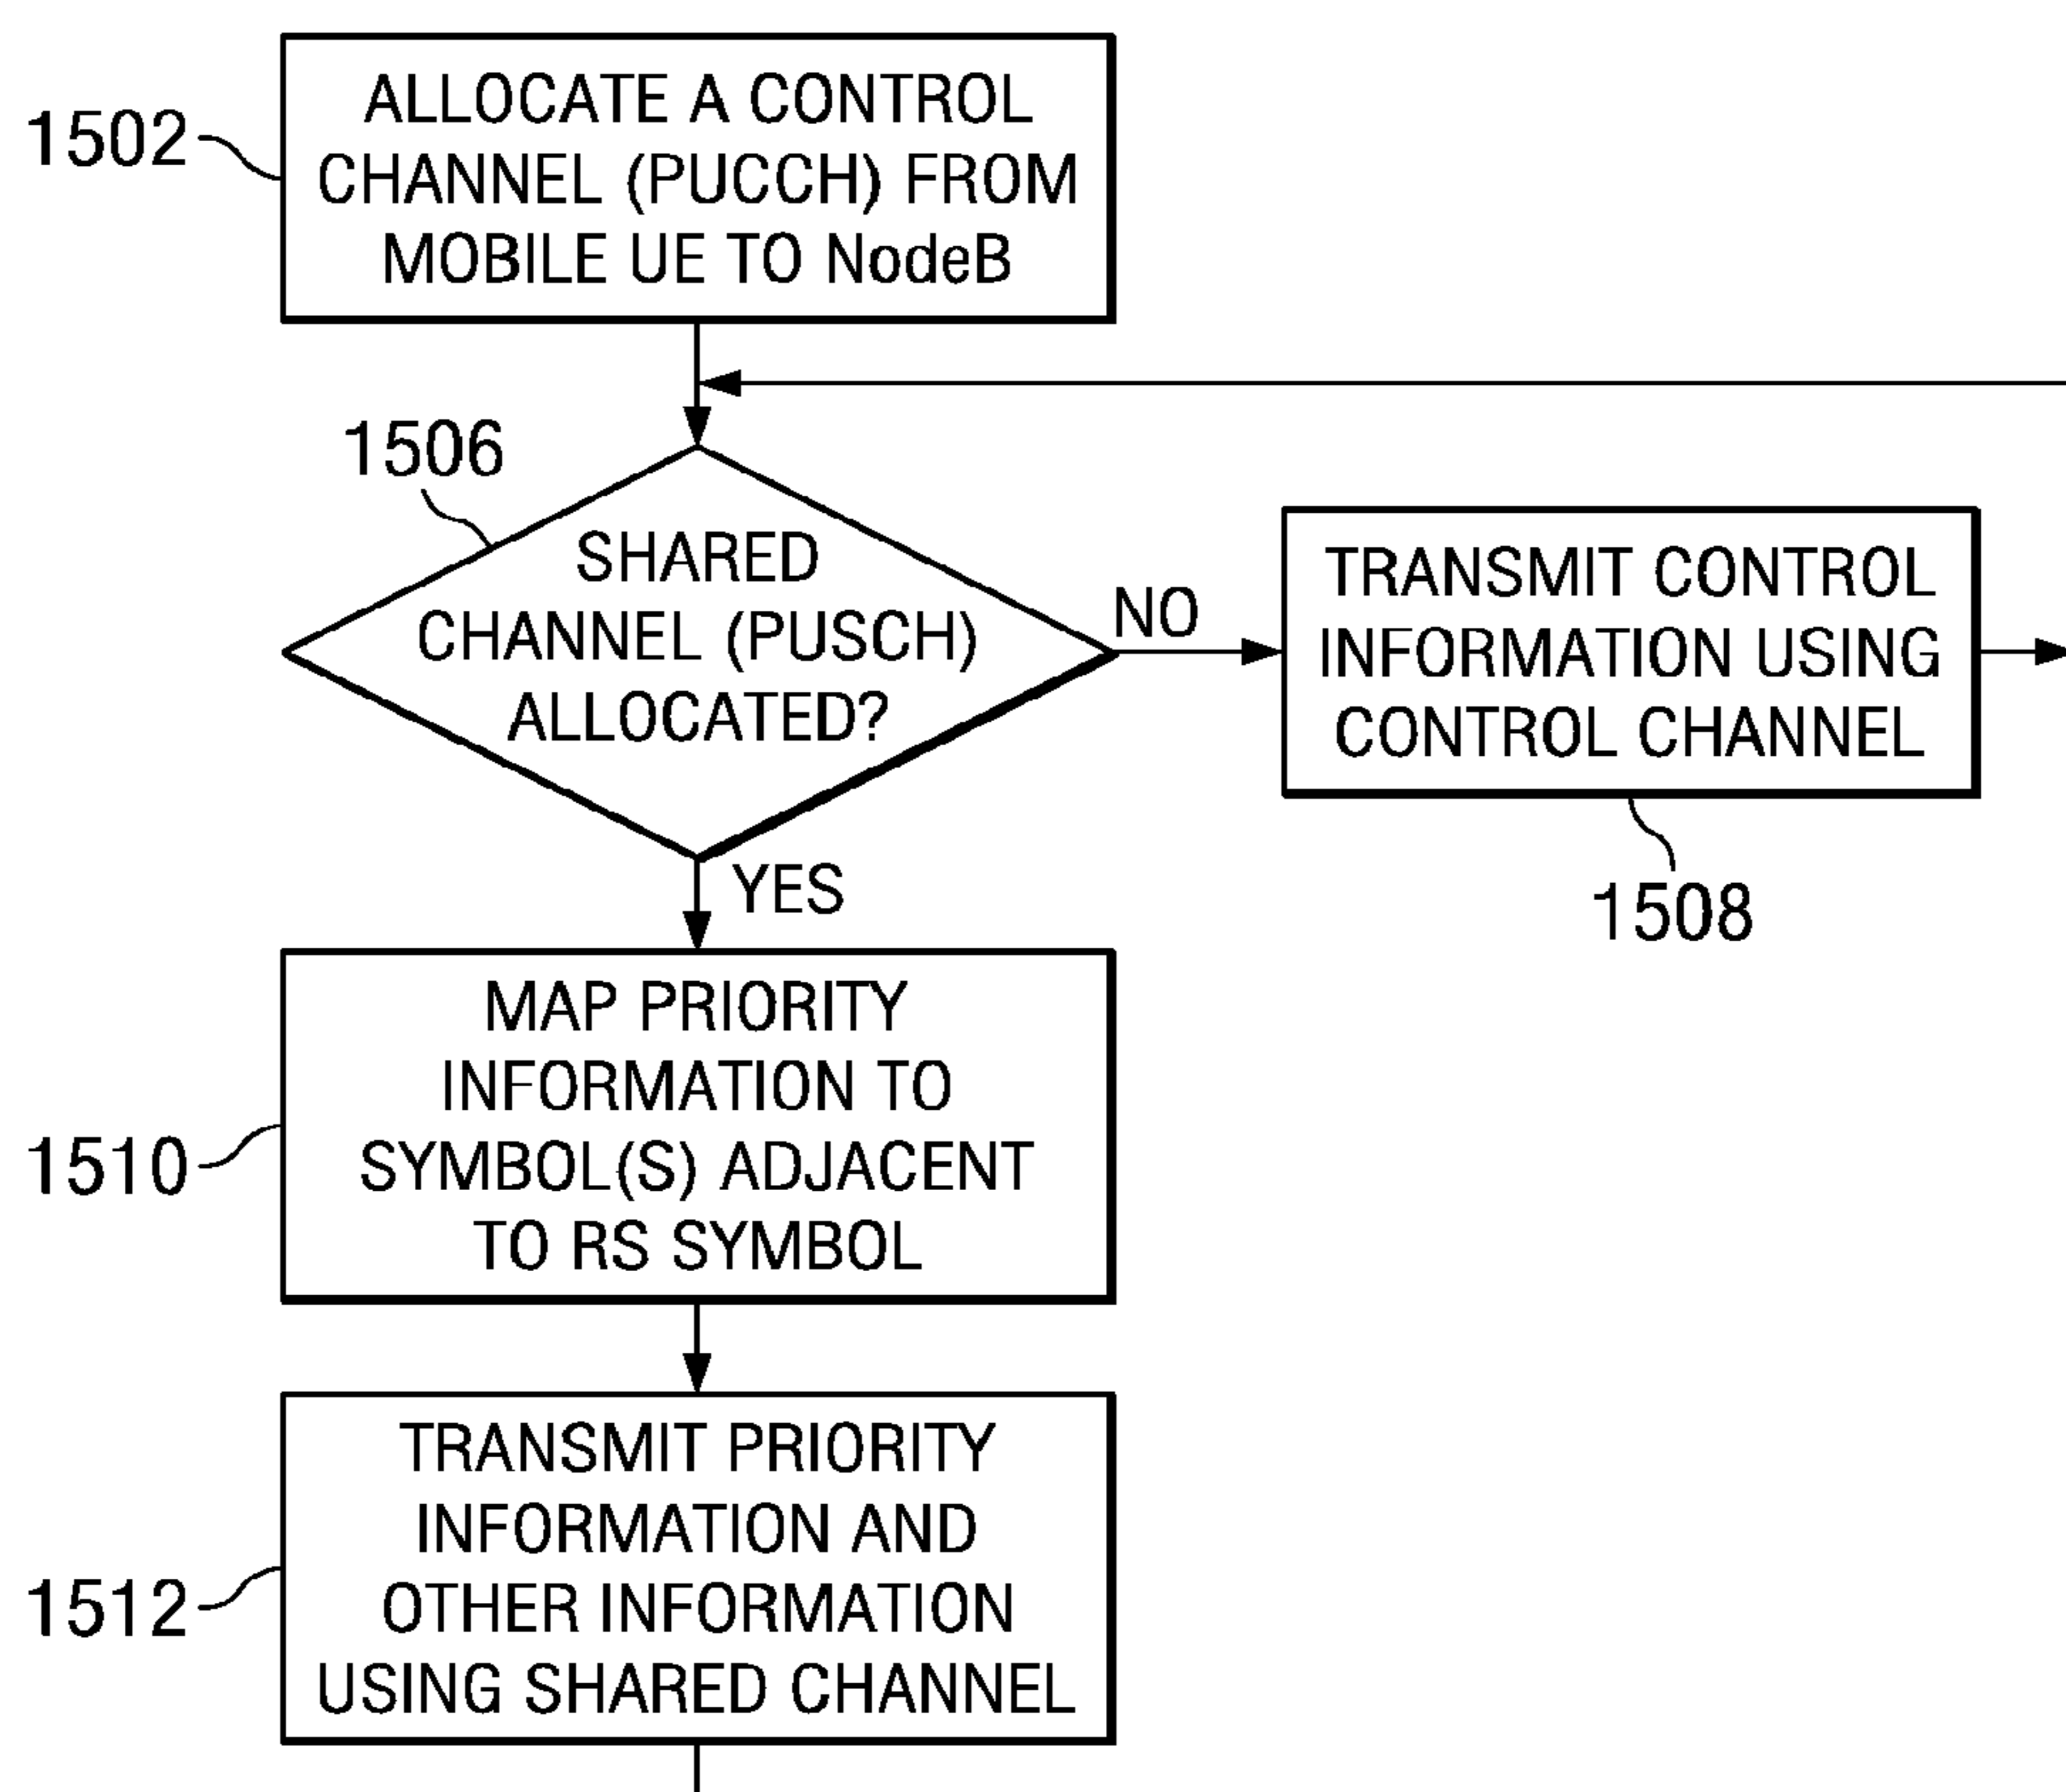 1502
ALLOCATE A CONTROL
CHANNEL (PUCCH) FROM
MOBILE UE TO NodeB
1506
SHARED
CHANNEL (PUSCH)
ALLOCATED?
NO
TRANSMIT CONTROL
INFORMATION USING
CONTROL CHANNEL
1508
YES
1510
MAP PRIORITY
INFORMATION TO
SYMBOL(S) ADJACENT
TO RS SYMBOL
1512
TRANSMIT PRIORITY
INFORMATION AND
OTHER INFORMATION
USING SHARED CHANNEL